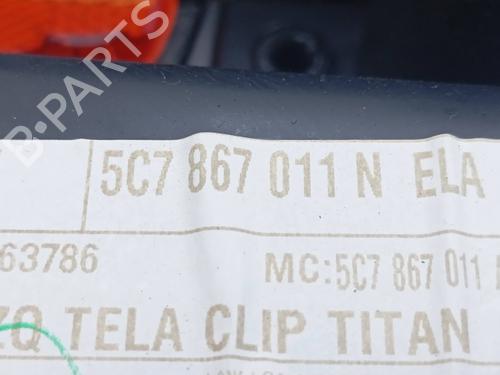 B-PARTS
5C7 867 011 N ELA
63786
MC:5C7 867 011
ZQ TELA CLIP TITAN